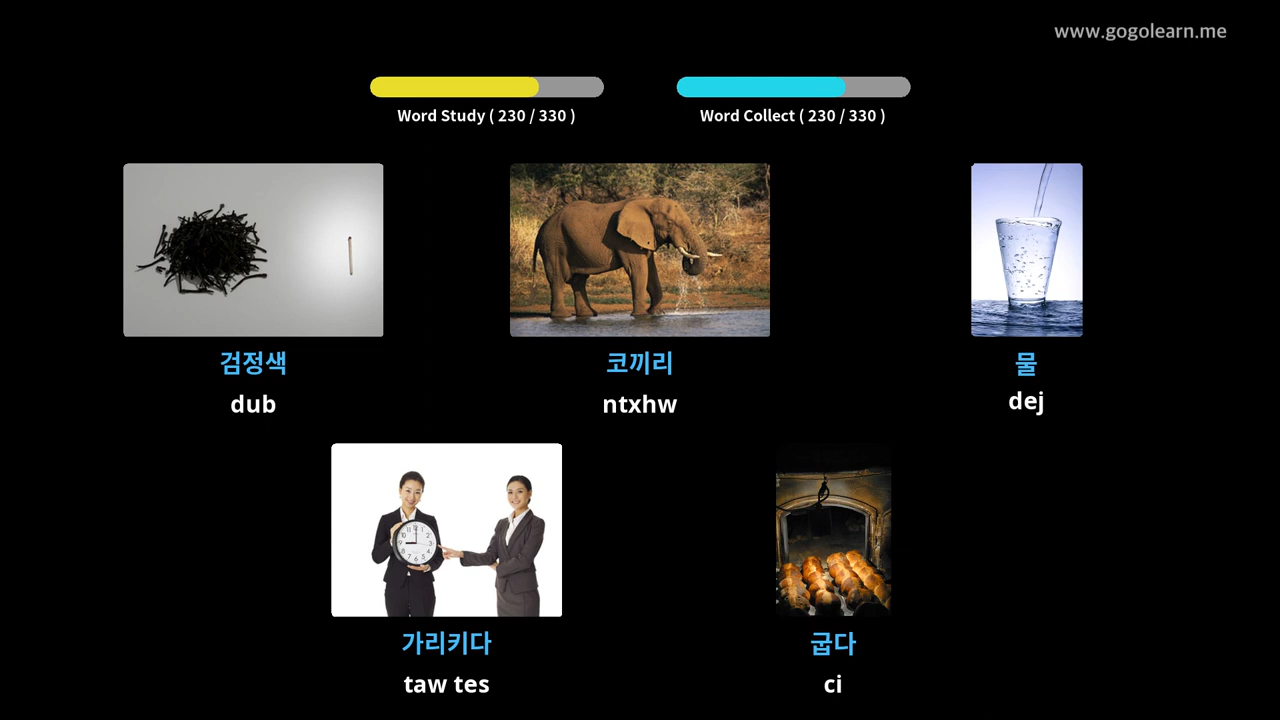 www.gogolearn.me
Word Study ( 230 / 330 )
Word Collect ( 230 / 330 )
검정색
dub
코끼리
ntxhw
물
dej
가리키다
taw tes
굽다
ci